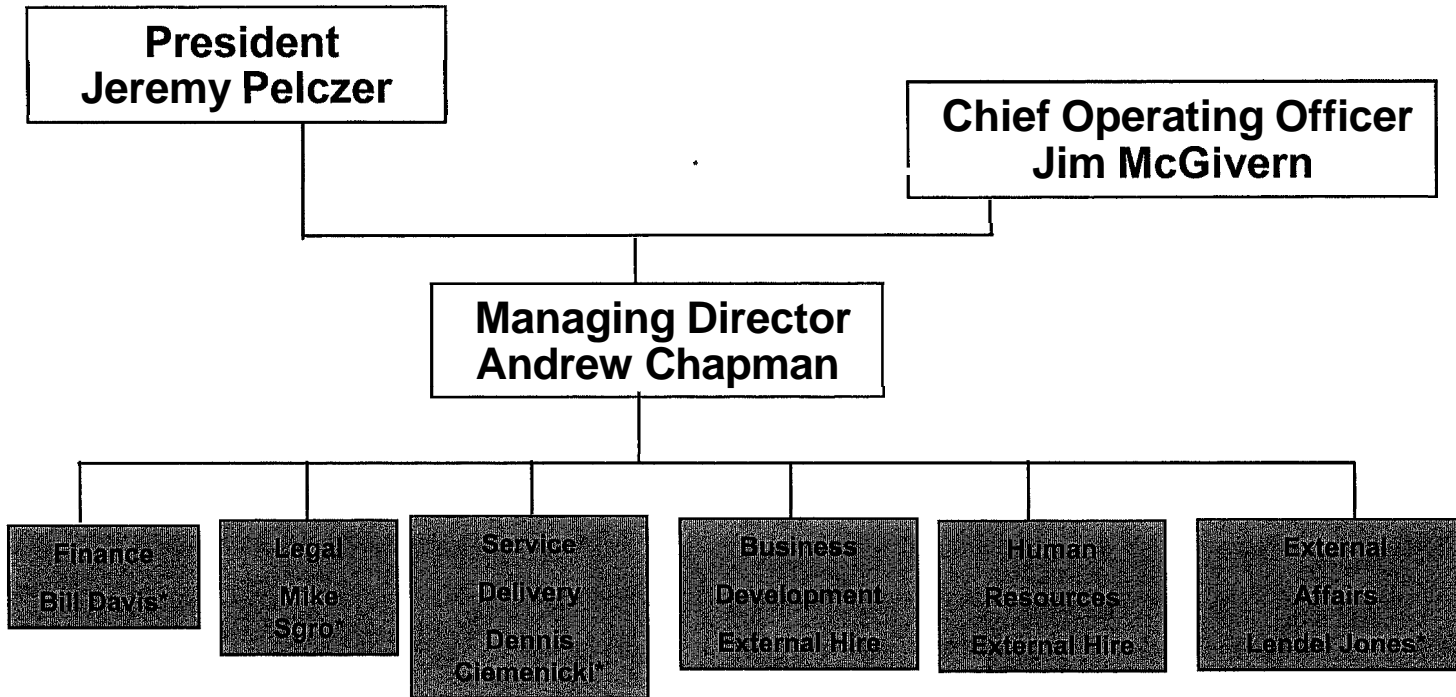 President
Jeremy Pelczer
Chief Operating Officer
Jim McGivern
Managing Director
Andrew Chapman
Finance
Bill Davis*
Legal
Mike
Sgro*
Service
Delivery
Dennis
Ciemenicki*
Business
Development
External Hire
Human
Resources
External Hire
External
Affairs
Lendel Jones*